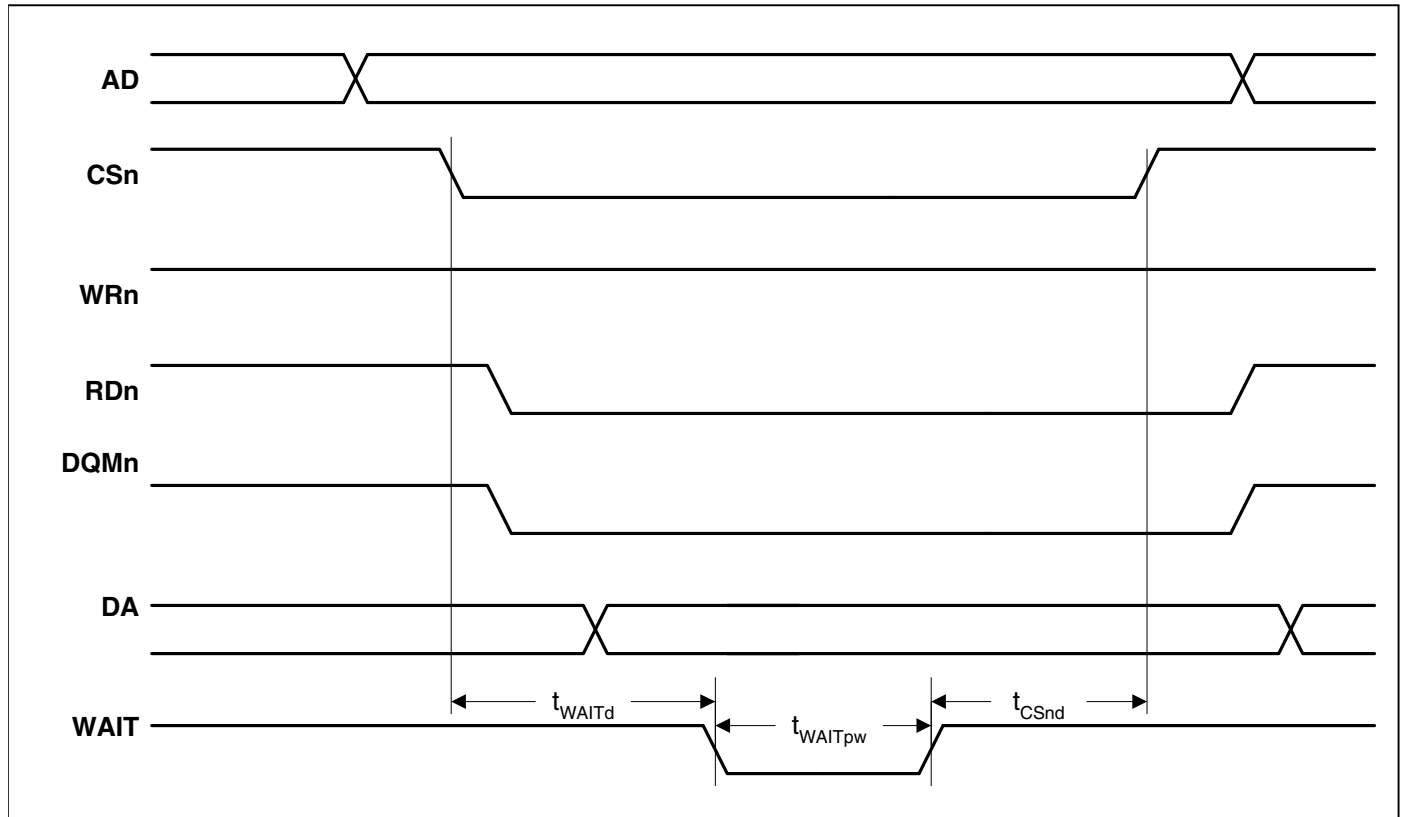 AD
CSn
WRn
RDn
DQMn
DA
tWAITd
tCSnd
WAIT
tWAITpw